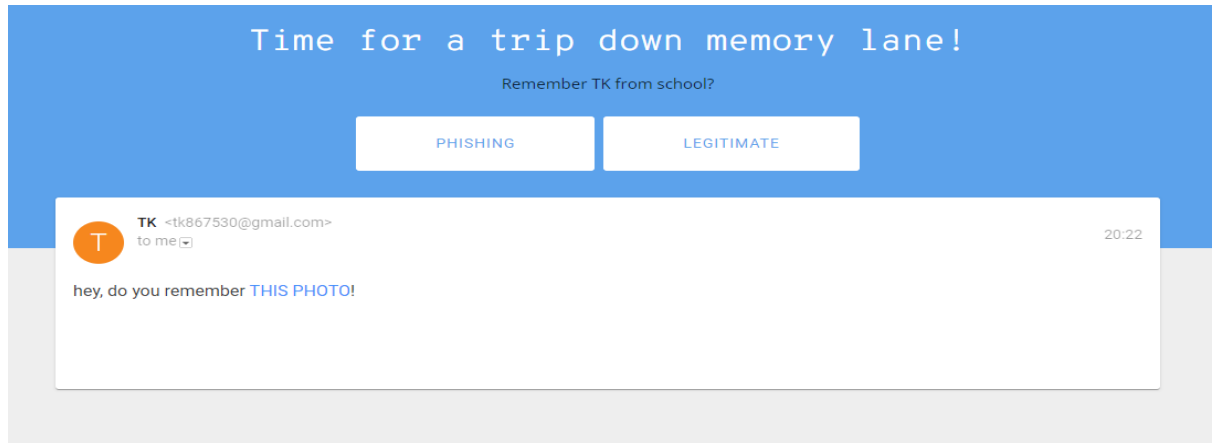 Time for a trip down memory lane!
Remember TK from school?
PHISHING LEGITIMATE
T
TK <tk867530@gmail.com>
to me
20:22
hey, do you remember THIS PHOTO!